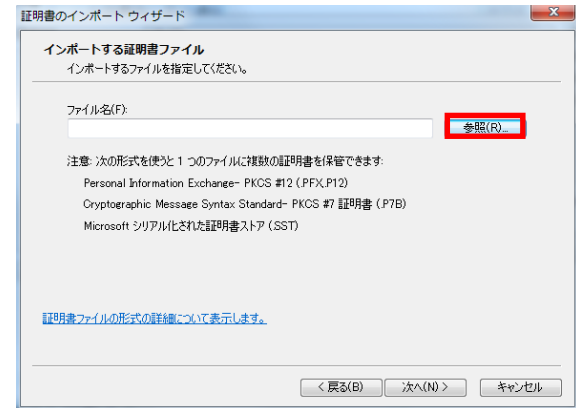 証明書のインポート ウィザード
インポートする証明書ファイル
インポートするファイルを指定してください。
ファイル名(F):
参照(R)...
注意: 次の形式を使うと 1 つのファイルに複数の証明書を保管できます:
Personal Information Exchange- PKCS #12 (.PFX,.P12)
Cryptographic Message Syntax Standard- PKCS #7 証明書 (.P7B)
Microsoft シリアル化された証明書ストア (.SST)
証明書ファイルの形式の詳細について表示します。
< 戻る(B) 次へ(N) > キャンセル